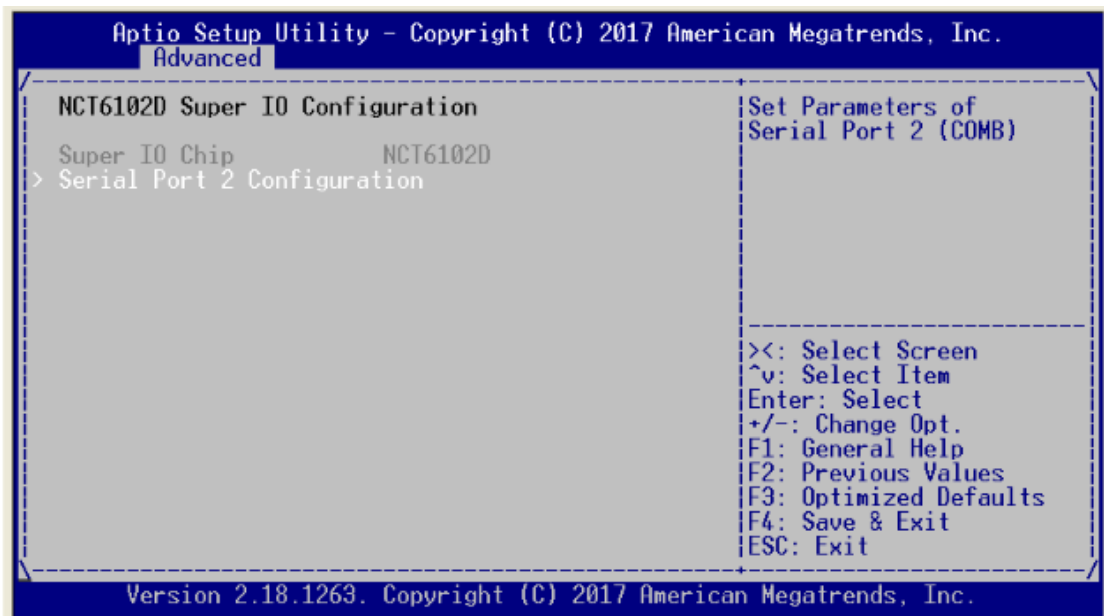 Aptio Setup Utility – Copyright (C) 2017 American Megatrends, Inc.
Advanced
NCT6102D Super IO Configuration
Super IO Chip NCT6102D
> Serial Port 2 Configuration
Set Parameters of
Serial Port 2 (COMB)
><: Select Screen
^v: Select Item
Enter: Select
+/-: Change Opt.
F1: General Help
F2: Previous Values
F3: Optimized Defaults
F4: Save & Exit
ESC: Exit
Version 2.18.1263. Copyright (C) 2017 American Megatrends, Inc.